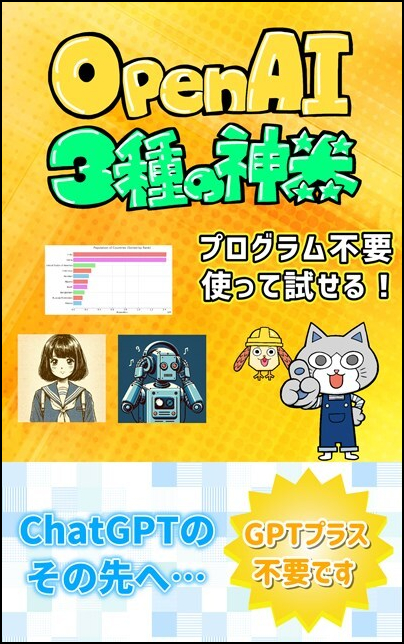 OpenAI
3種の神器
プログラム不要
使って試せる！
ChatGPTの
その先へ…
GPTプラス
不要です